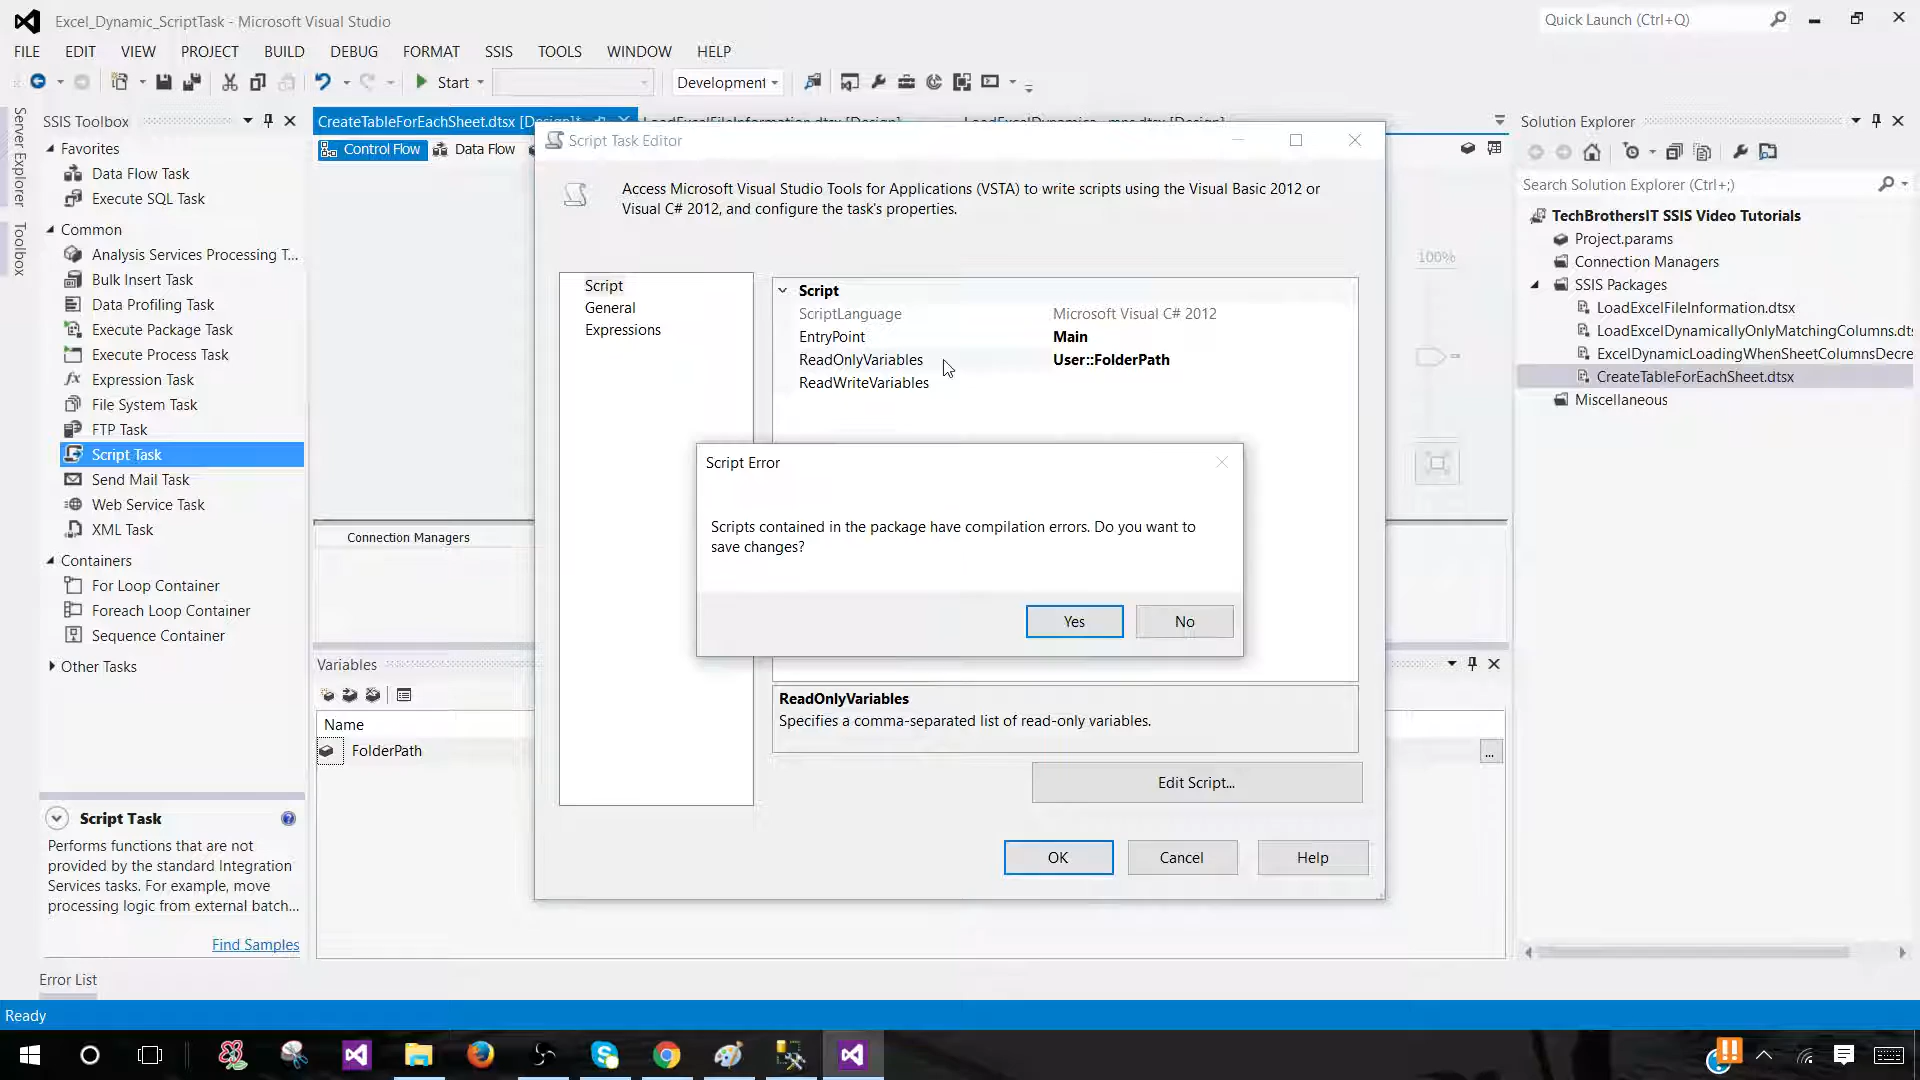 Excel_Dynamic_ScriptTask - Microsoft Visual Studio
Quick Launch (Ctrl+Q)
FILE EDIT VIEW PROJECT BUILD DEBUG FORMAT SSIS TOOLS WINDOW HELP
Start
Development
Server Explorer
Toolbox
SSIS Toolbox
Favorites
Data Flow Task
Execute SQL Task
Common
Analysis Services Processing T...
Bulk Insert Task
Data Profiling Task
Execute Package Task
Execute Process Task
Expression Task
File System Task
FTP Task
Script Task
Send Mail Task
Web Service Task
XML Task
Containers
For Loop Container
Foreach Loop Container
Sequence Container
Other Tasks
Script Task
Performs functions that are not
provided by the standard Integration
Services tasks. For example, move
processing logic from external batch...
Find Samples
Error List
Ready
CreateTableForEachSheet.dtsx [Design]*
Control Flow
Data Flow
100%
Connection Managers
Variables
Name
FolderPath
...
Script Task Editor
Access Microsoft Visual Studio Tools for Applications (VSTA) to write scripts using the Visual Basic 2012 or
Visual C# 2012, and configure the task's properties.
Script
General
Expressions
Script
ScriptLanguage Microsoft Visual C# 2012
EntryPoint Main
ReadOnlyVariables User::FolderPath
ReadWriteVariables
Script Error
Scripts contained in the package have compilation errors. Do you want to
save changes?
Yes No
ReadOnlyVariables
Specifies a comma-separated list of read-only variables.
Edit Script...
OK Cancel Help
Solution Explorer
Search Solution Explorer (Ctrl+;)
TechBrothersIT SSIS Video Tutorials
Project.params
Connection Managers
SSIS Packages
LoadExcelFileInformation.dtsx
LoadExcelDynamicallyOnlyMatchingColumns.dts
ExcelDynamicLoadingWhenSheetColumnsDecre
CreateTableForEachSheet.dtsx
Miscellaneous